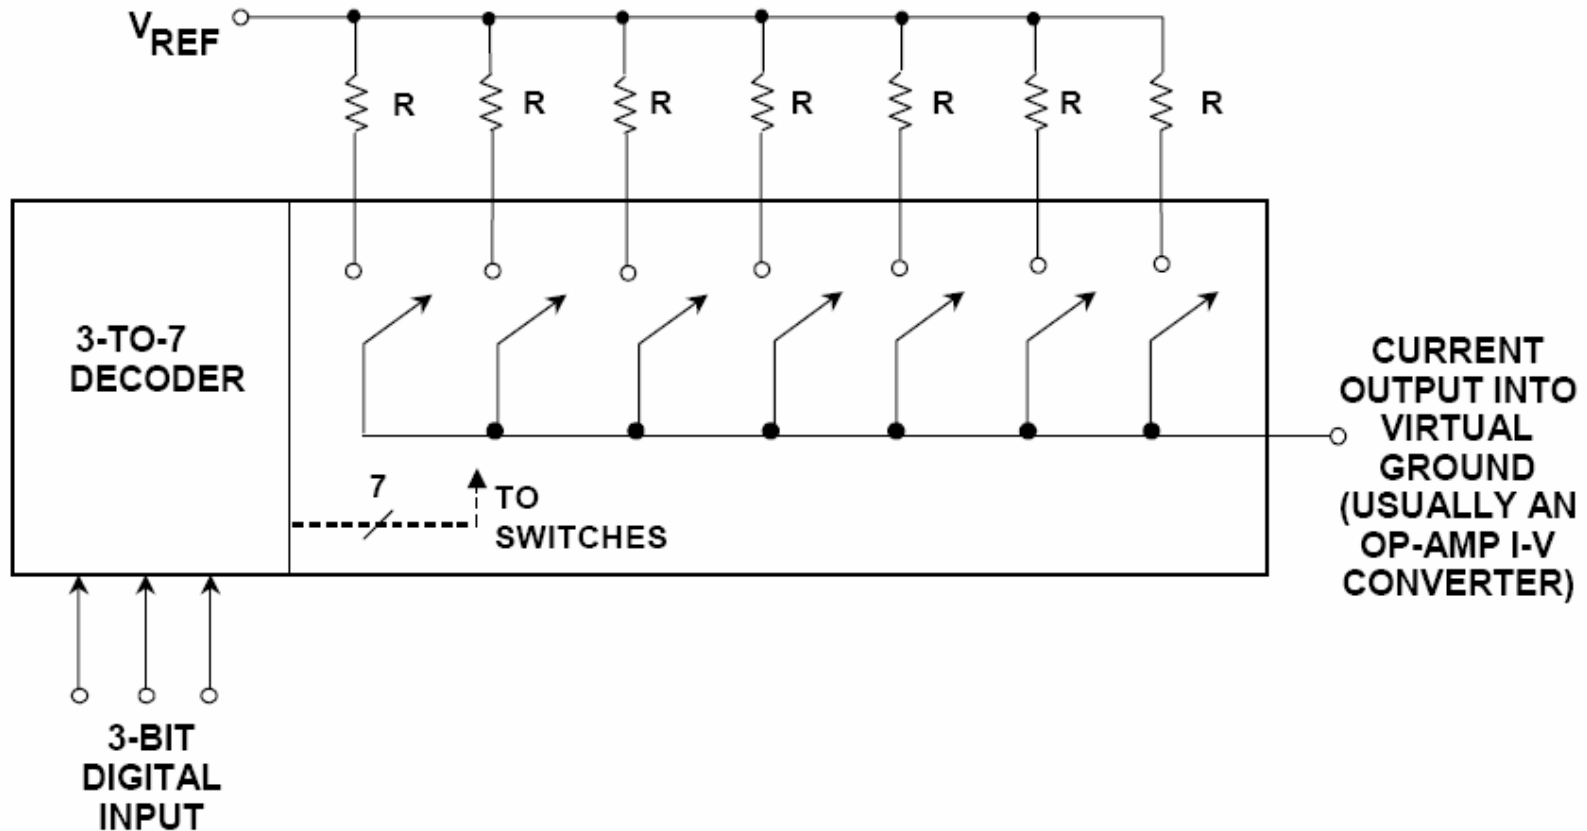 VREF
R R R R R R R
3-TO-7
DECODER
7
TO
SWITCHES
CURRENT
OUTPUT INTO
VIRTUAL
GROUND
(USUALLY AN
OP-AMP I-V
CONVERTER)
3-BIT
DIGITAL
INPUT